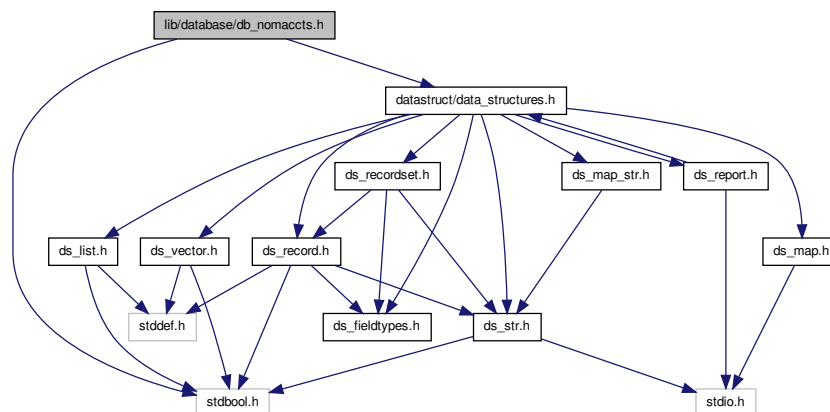 lib/database/db_nomaccts.h
datastruct/data_structures.h
ds_recordset.h
ds_map_str.h
ds_report.h
ds_list.h
ds_vector.h
ds_record.h
ds_map.h
stddef.h
ds_fieldtypes.h
ds_str.h
stdbool.h
stdio.h